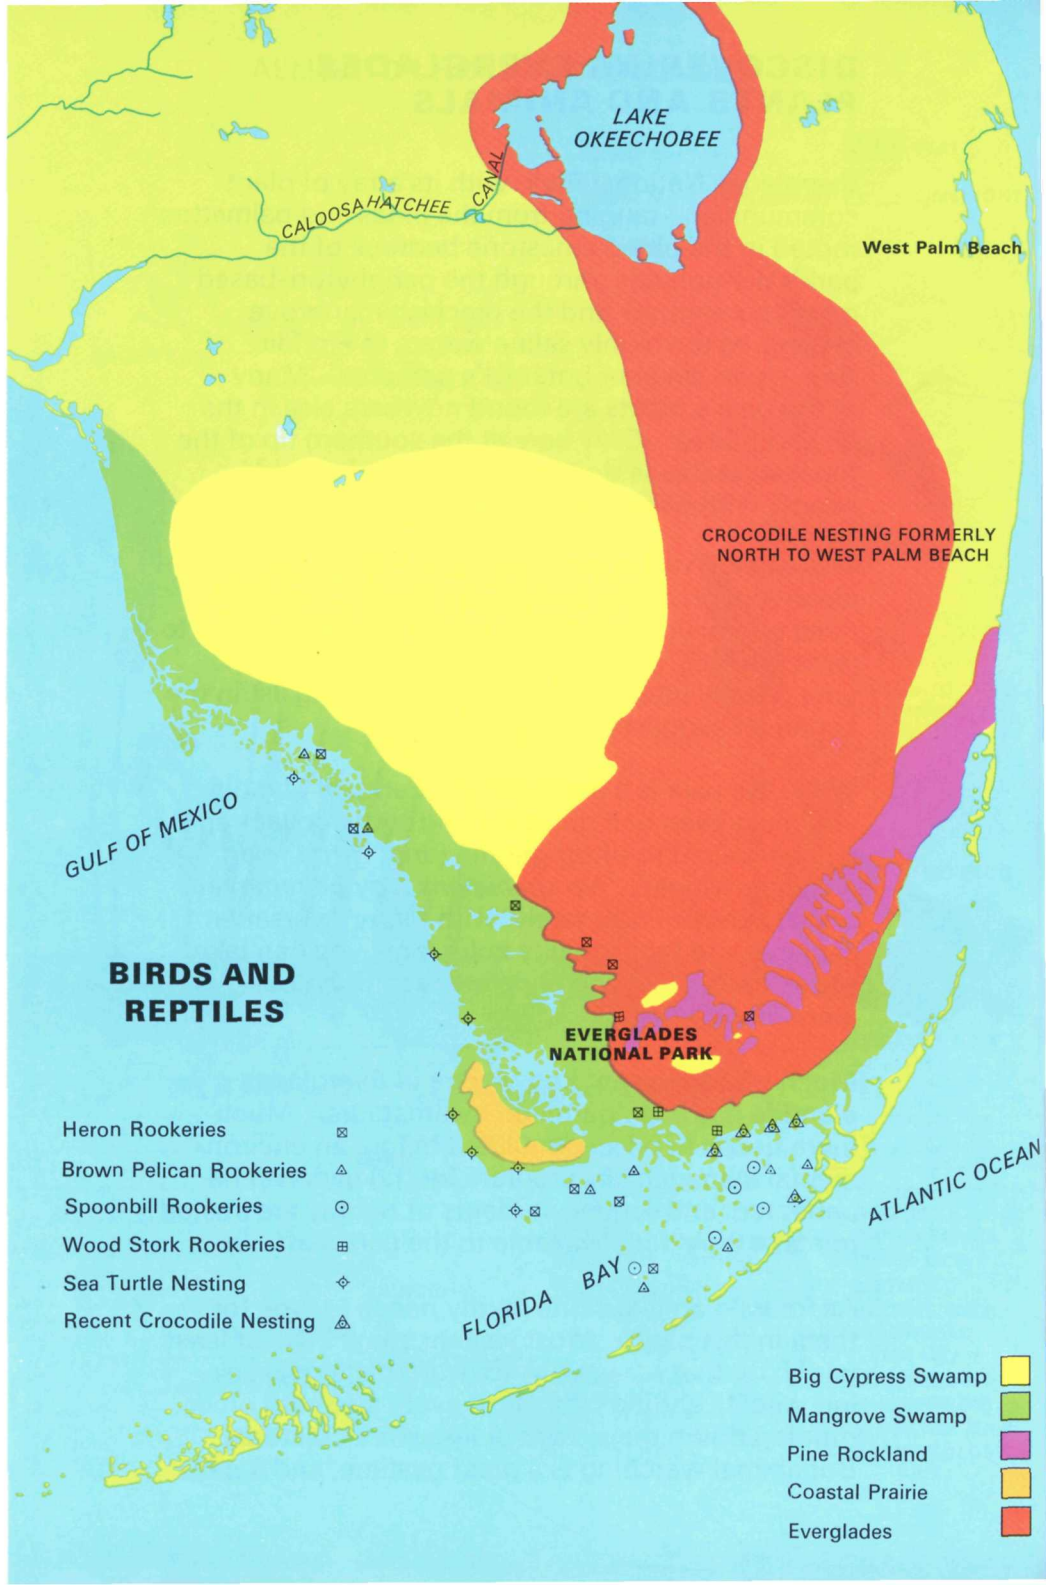 LAKE
OKEECHOBEE
CALOOSA HATCHEE CANAL
West Palm Beach
CROCODILE NESTING FORMERLY
NORTH TO WEST PALM BEACH
GULF OF MEXICO
BIRDS AND
REPTILES
EVERGLADES
NATIONAL PARK
Heron Rookeries
Brown Pelican Rookeries
Spoonbill Rookeries
Wood Stork Rookeries
Sea Turtle Nesting
Recent Crocodile Nesting
ATLANTIC OCEAN
FLORIDA BAY
Big Cypress Swamp
Mangrove Swamp
Pine Rockland
Coastal Prairie
Everglades